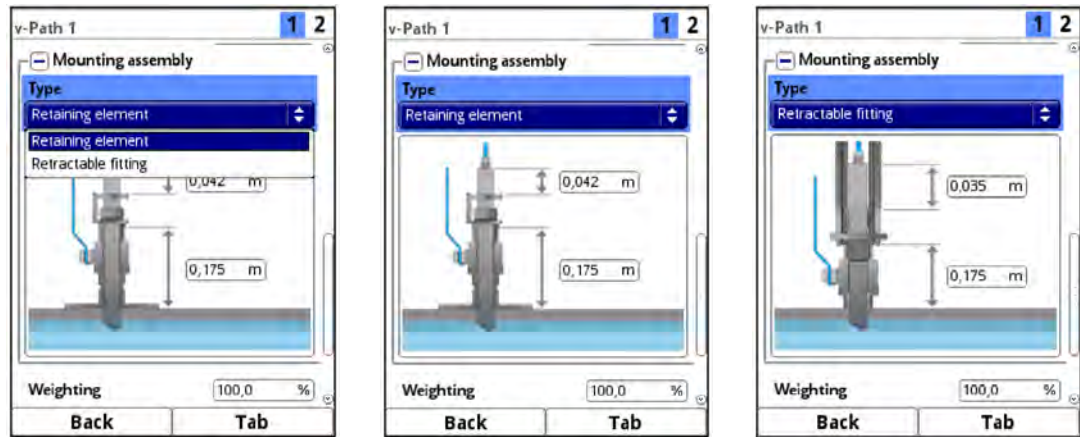 v-Path 1 1 2
Mounting assembly
Type
Retaining element
Retaining element
Retractable fitting
0,042 m
0,175 m
Weighting 100,0 %
Back Tab
v-Path 1 1 2
Mounting assembly
Type
Retaining element
0,042 m
0,175 m
Weighting 100,0 %
Back Tab
v-Path 1 1 2
Mounting assembly
Type
Retractable fitting
0,035 m
0,175 m
Weighting 100,0 %
Back Tab